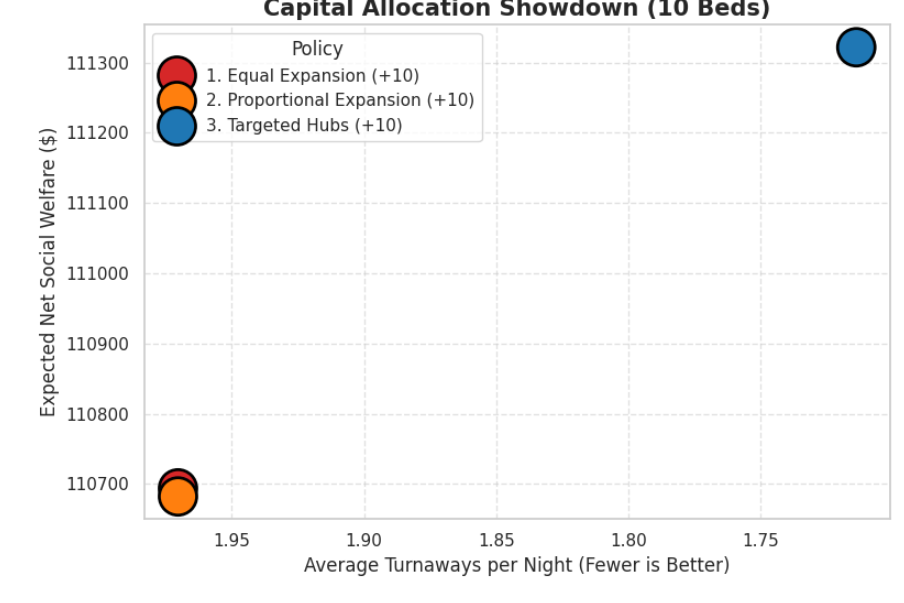 Capital Allocation Showdown (10 Beds)
Policy
1. Equal Expansion (+10)
2. Proportional Expansion (+10)
3. Targeted Hubs (+10)
Expected Net Social Welfare ($)
111300
111200
111100
111000
110900
110800
110700
1.95 1.90 1.85 1.80 1.75
Average Turnaways per Night (Fewer is Better)